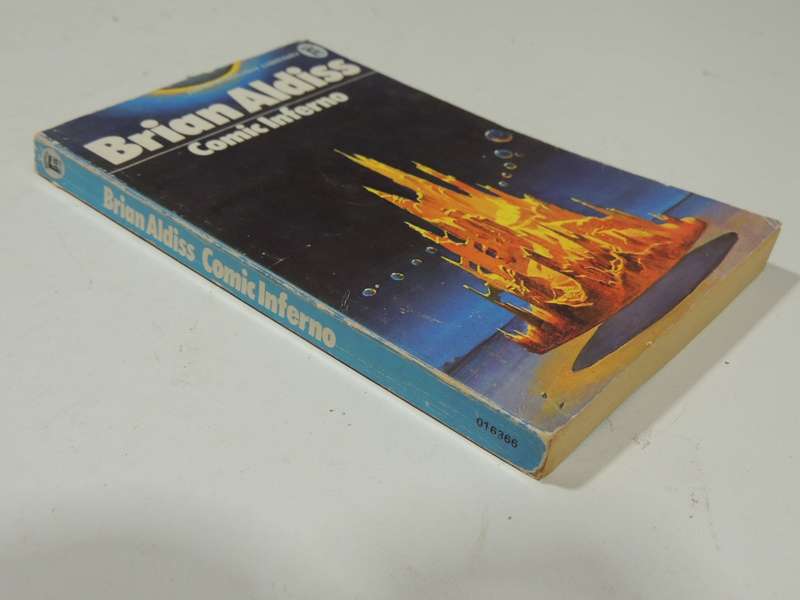 Brian Aldiss
Comic Inferno
Brian Aldiss Comic Inferno
016366